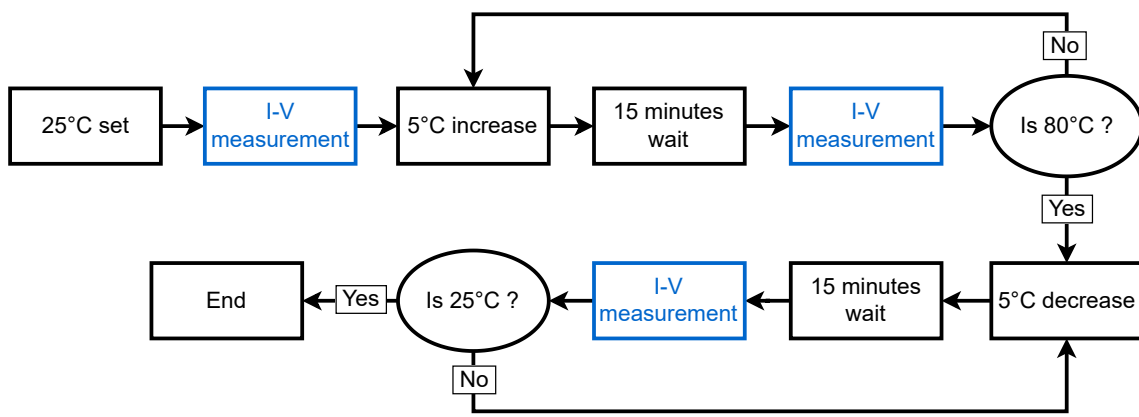 No
25°C set
I-V
measurement
5°C increase
15 minutes
wait
I-V
measurement
Is 80°C ?
Yes
End
Yes
Is 25°C ?
I-V
measurement
15 minutes
wait
5°C decrease
No